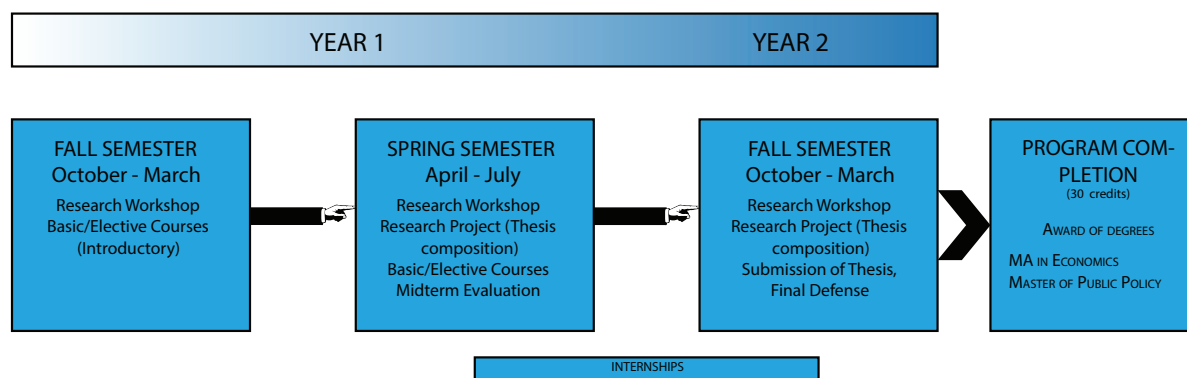 YEAR 1
YEAR 2
FALL SEMESTER
October - March
Research Workshop
Basic/Elective Courses
(Introductory)
SPRING SEMESTER
April - July
Research Workshop
Research Project (Thesis
composition)
Basic/Elective Courses
Midterm Evaluation
FALL SEMESTER
October - March
Research Workshop
Research Project (Thesis
composition)
Submission of Thesis,
Final Defense
PROGRAM COM-
PLETION
(30 credits)
AWARD OF DEGREES
MA IN ECONOMICS
MASTER OF PUBLIC POLICY
INTERNSHIPS